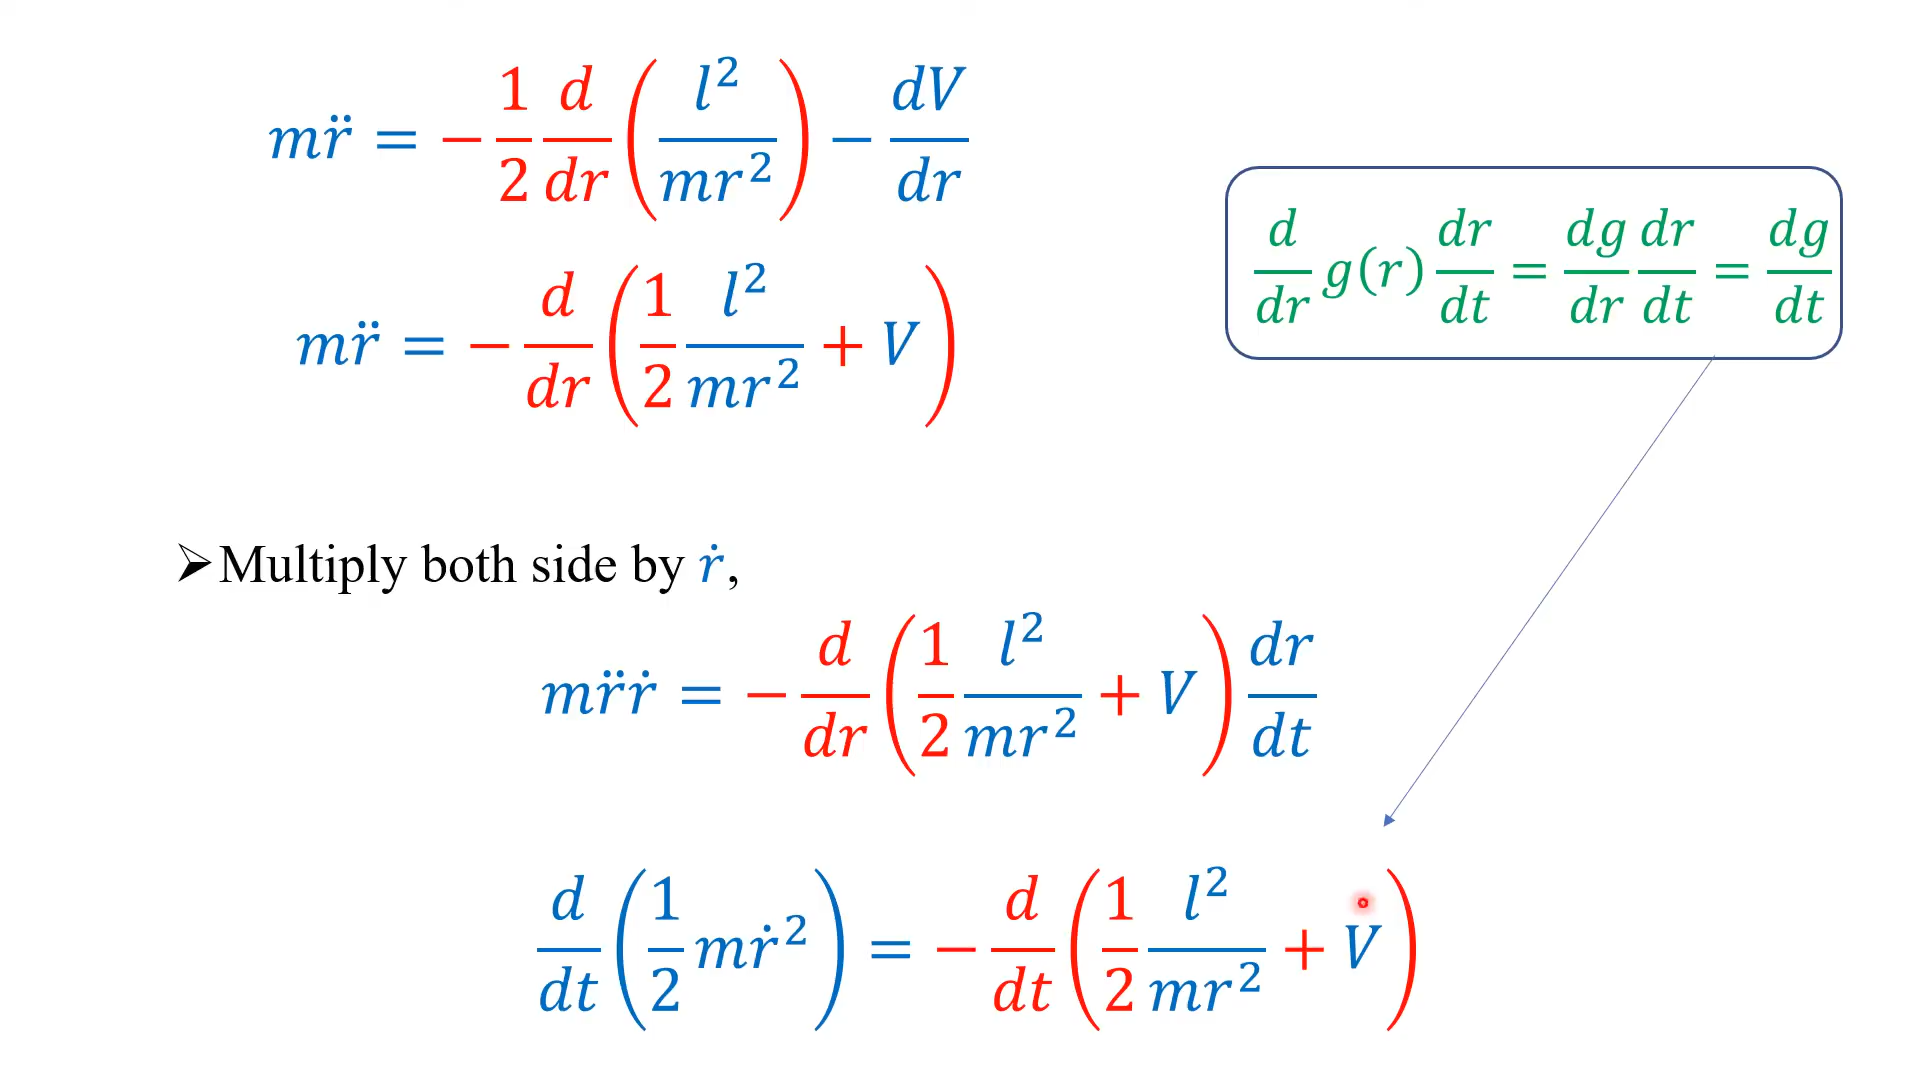 mr̈ = −1/2 d/dr (l²/mr²) − dV/dr
mr̈ = −d/dr (1/2 l²/mr² + V)
d/dr g(r) dr/dt = dg/dr dr/dt = dg/dt
➢Multiply both side by ṙ,
mr̈ṙ = −d/dr (1/2 l²/mr² + V) dr/dt
d/dt (1/2 mṙ²) = −d/dt (1/2 l²/mr² + V)